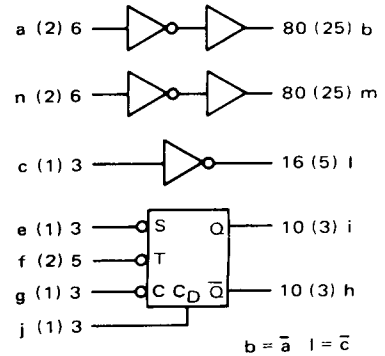 a (2) 6 80 (25) b
n (2) 6 80 (25) m
c (1) 3 16 (5) l
e (1) 3 S Q 10 (3) i
f (2) 5 T
g (1) 3 C C_D Q̅ 10 (3) h
j (1) 3
b = a̅ l = c̅